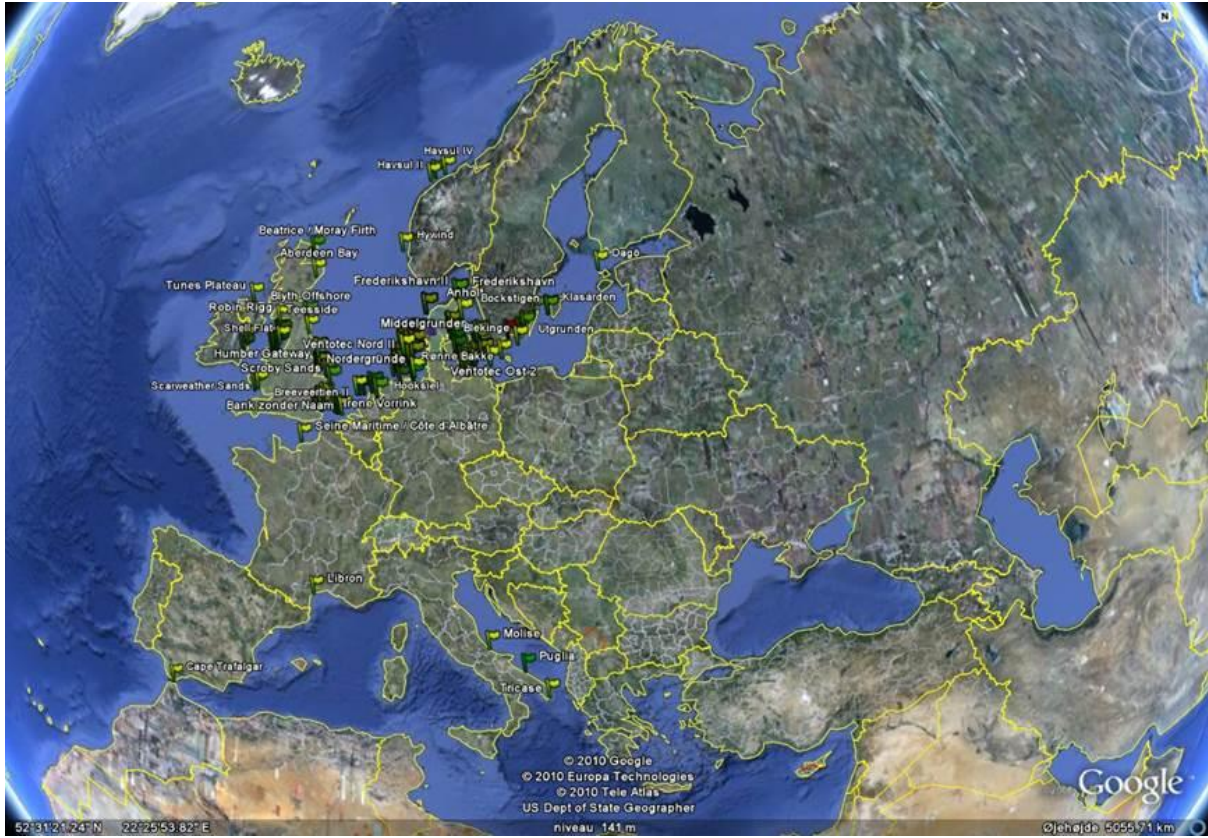 N
Havsul IV
Havsul II
Beatrice / Moray Firth
Hywind
Aberdeen Bay
Dagö
Tunes Plateau
Frederikshavn II
Frederikshavn
Blyth Offshore
Anholt
Bockstigen
Klasården
Robin Rigg
Teesside
Shell Flat
Middelgrunden
Blekinge
Utgrunden
Ventotec Nord II
Humber Gateway
Nordergründe
Rønne Bakke
Scroby Sands
Ventotec Ost 2
Scarweather Sands
Breeveertien II
Hooksiel
Bank zonder Naam
Irene Vorrink
Seine Maritime / Côte d'Albâtre
Libron
Molise
Puglia
Cape Trafalgar
Tricase
© 2010 Google
© 2010 Europa Technologies
© 2010 Tele Atlas
US Dept of State Geographer
Google
52°31'21.24" N 22°25'53.82" E
niveau 141 m
Øjehøjde 5055.71 km